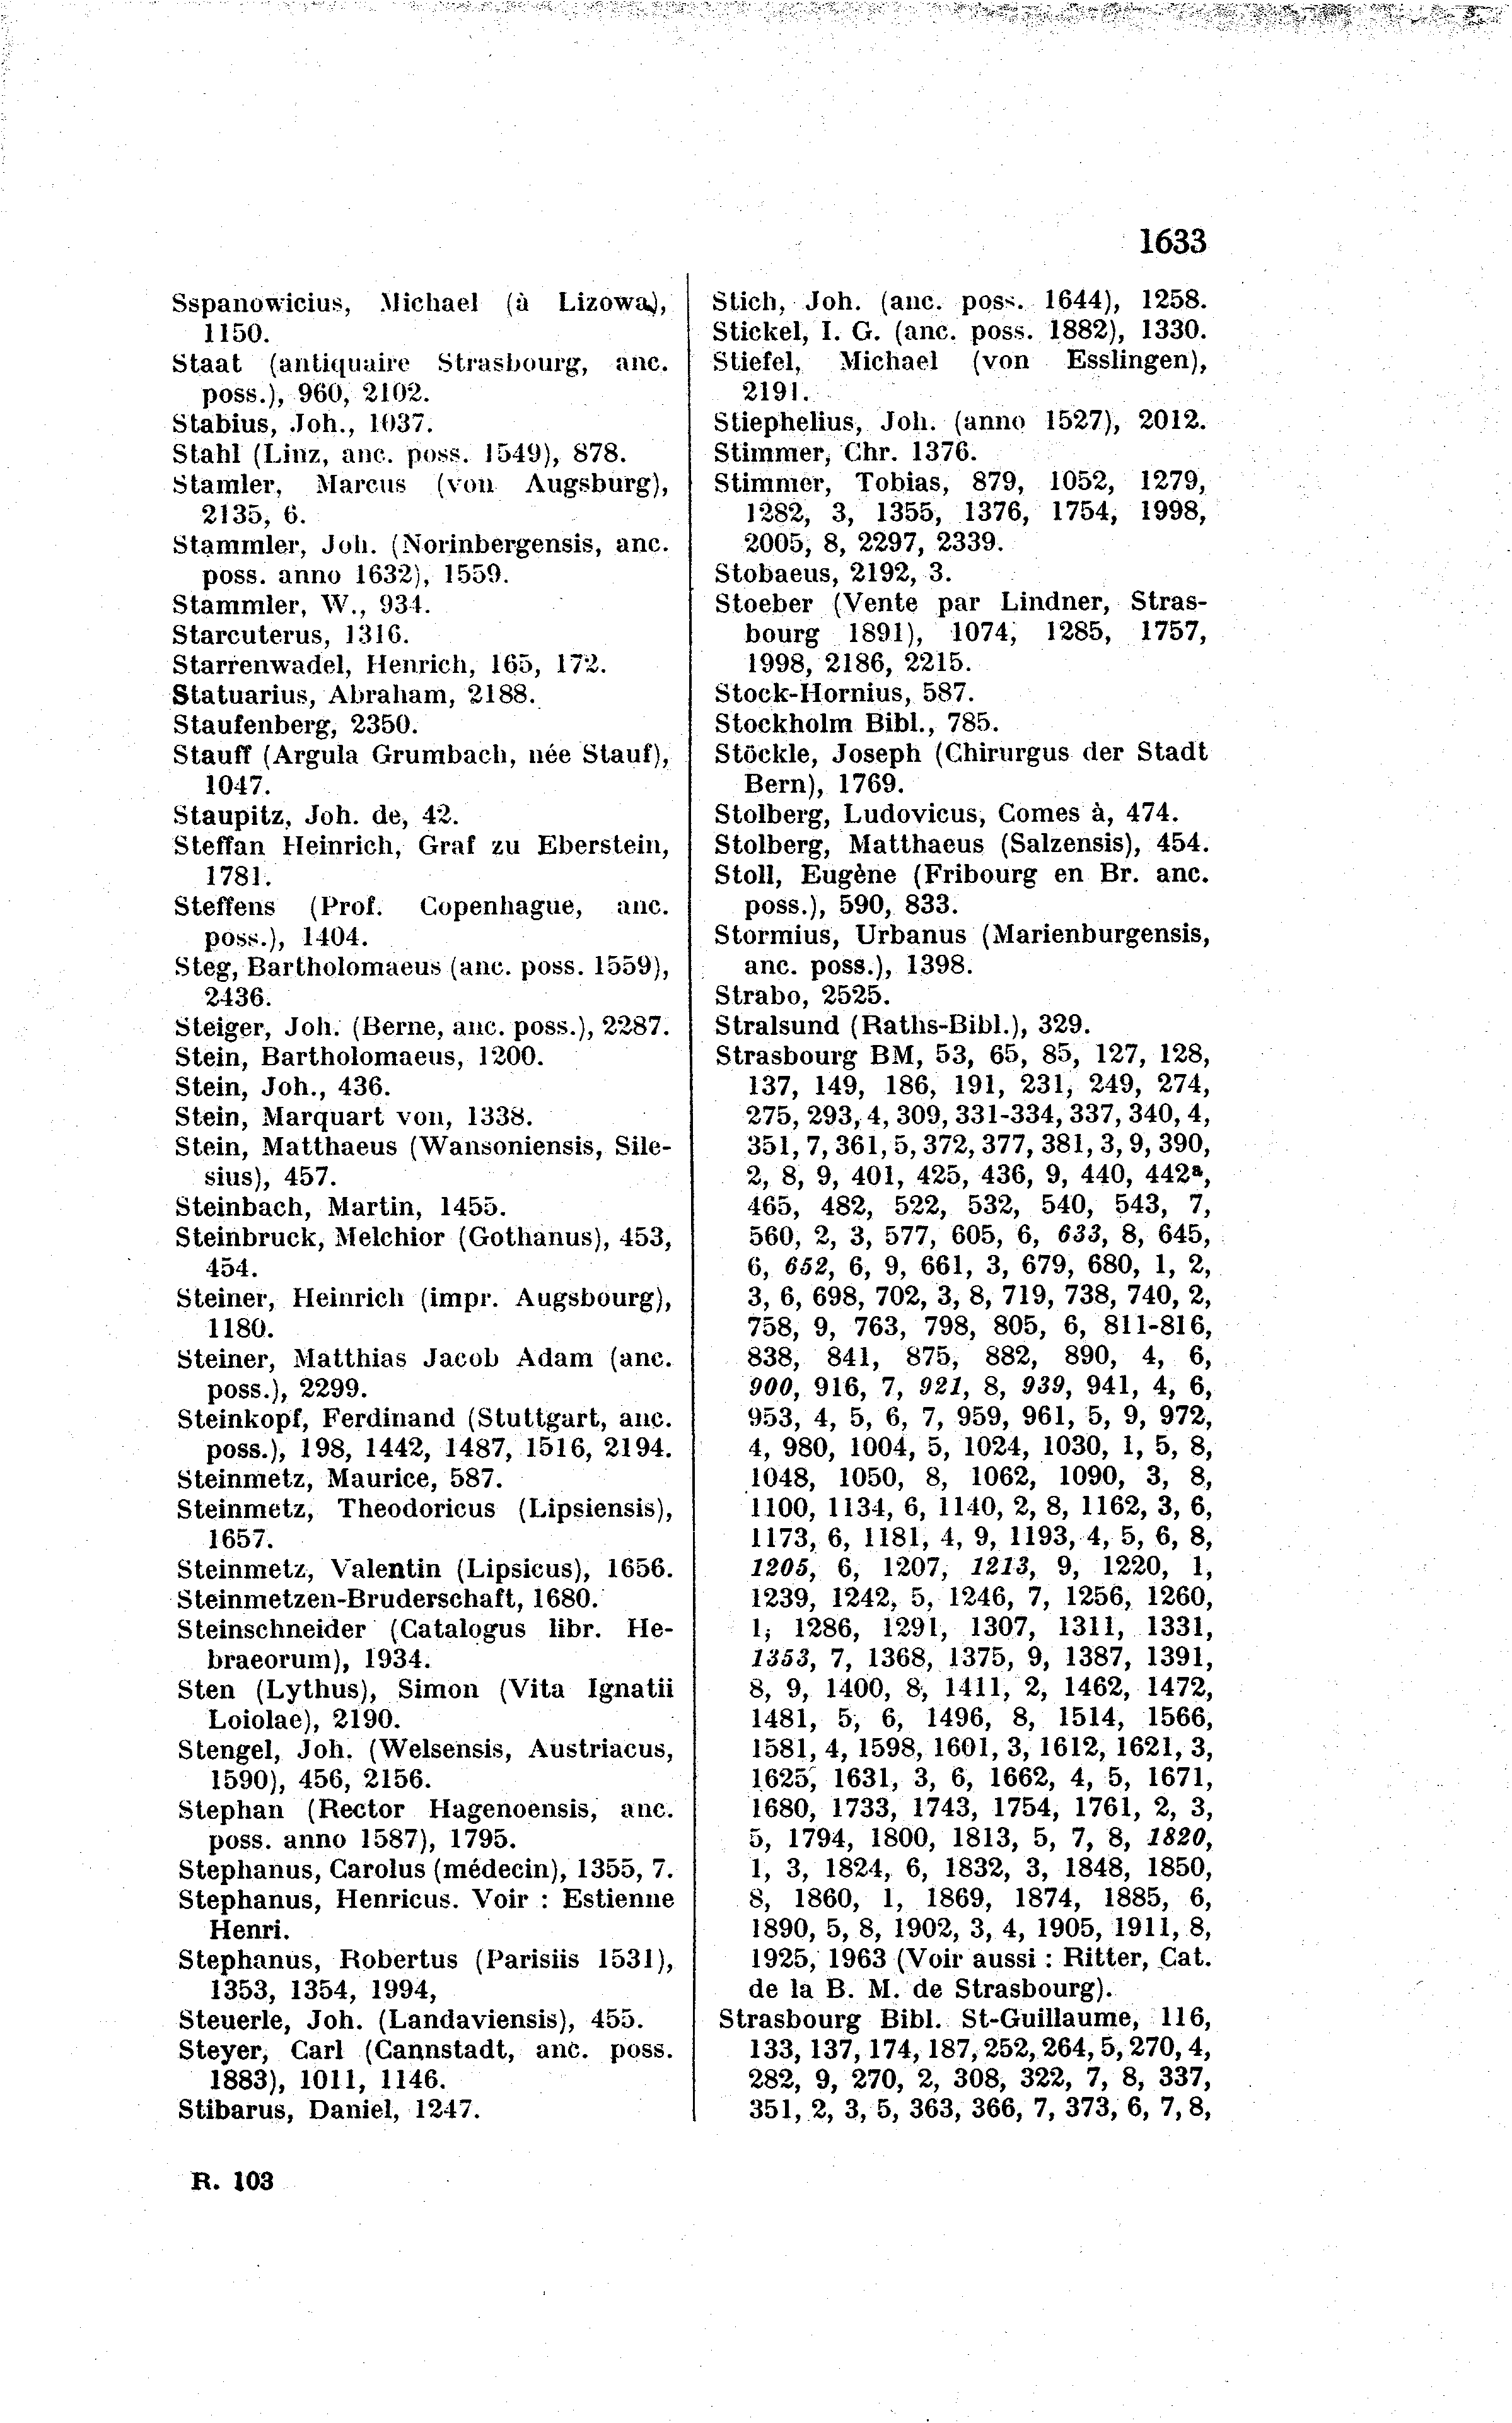 1633
Sspanowicius, Michael (à Lizowa),
1150.
Staat (antiquaire Strasbourg, anc.
poss.), 960, 2102.
Stabius, Joh., 1037.
Stahl (Linz, anc. poss. 1549), 878.
Stamler, Marcus (von Augsburg),
2135, 6.
Stammler, Joh. (Norinbergensis, anc.
poss. anno 1632), 1559.
Stammler, W., 934.
Starcuterus, 1316.
Starrenwadel, Henrich, 165, 172.
Statuarius, Abraham, 2188.
Staufenberg, 2350.
Stauff (Argula Grumbach, née Stauf),
1047.
Staupitz, Joh. de, 42.
Steffan Heinrich, Graf zu Eberstein,
1781.
Steffens (Prof. Copenhague, anc.
poss.), 1404.
Steg, Bartholomaeus (anc. poss. 1559),
2436.
Steiger, Joh. (Berne, anc. poss.), 2287.
Stein, Bartholomaeus, 1200.
Stein, Joh., 436.
Stein, Marquart von, 1338.
Stein, Matthaeus (Wansoniensis, Sile-
sius), 457.
Steinbach, Martin, 1455.
Steinbruck, Melchior (Gothanus), 453,
454.
Steiner, Heinrich (impr. Augsbourg),
1180.
Steiner, Matthias Jacob Adam (anc.
poss.), 2299.
Steinkopf, Ferdinand (Stuttgart, anc.
poss.), 198, 1442, 1487, 1516, 2194.
Steinmetz, Maurice, 587.
Steinmetz, Theodoricus (Lipsiensis),
1657.
Steinmetz, Valentin (Lipsicus), 1656.
Steinmetzen-Bruderschaft, 1680.
Steinschneider (Catalogus libr. He-
braeorum), 1934.
Sten (Lythus), Simon (Vita Ignatii
Loiolae), 2190.
Stengel, Joh. (Welsensis, Austriacus,
1590), 456, 2156.
Stephan (Rector Hagenoensis, anc.
poss. anno 1587), 1795.
Stephanus, Carolus (médecin), 1355, 7.
Stephanus, Henricus. Voir : Estienne
Henri.
Stephanus, Robertus (Parisiis 1531),
1353, 1354, 1994,
Steuerle, Joh. (Landaviensis), 455.
Steyer, Carl (Cannstadt, anc. poss.
1883), 1011, 1146.
Stibarus, Daniel, 1247.
Stich, Joh. (anc. poss. 1644), 1258.
Stickel, I. G. (anc. poss. 1882), 1330.
Stiefel, Michael (von Esslingen),
2191.
Stiephelius, Joh. (anno 1527), 2012.
Stimmer, Chr. 1376.
Stimmer, Tobias, 879, 1052, 1279,
1282, 3, 1355, 1376, 1754, 1998,
2005, 8, 2297, 2339.
Stobaeus, 2192, 3.
Stoeber (Vente par Lindner, Stras-
bourg 1891), 1074, 1285, 1757,
1998, 2186, 2215.
Stock-Hornius, 587.
Stockholm Bibl., 785.
Stöckle, Joseph (Chirurgus der Stadt
Bern), 1769.
Stolberg, Ludovicus, Comes à, 474.
Stolberg, Matthaeus (Salzensis), 454.
Stoll, Eugène (Fribourg en Br. anc.
poss.), 590, 833.
Stormius, Urbanus (Marienburgensis,
anc. poss.), 1398.
Strabo, 2525.
Stralsund (Raths-Bibl.), 329.
Strasbourg BM, 53, 65, 85, 127, 128,
137, 149, 186, 191, 231, 249, 274,
275, 293, 4, 309, 331-334, 337, 340, 4,
351, 7, 361, 5, 372, 377, 381, 3, 9, 390,
2, 8, 9, 401, 425, 436, 9, 440, 442ª,
465, 482, 522, 532, 540, 543, 7,
560, 2, 3, 577, 605, 6, 633, 8, 645,
6, 652, 6, 9, 661, 3, 679, 680, 1, 2,
3, 6, 698, 702, 3, 8, 719, 738, 740, 2,
758, 9, 763, 798, 805, 6, 811-816,
838, 841, 875, 882, 890, 4, 6,
900, 916, 7, 921, 8, 939, 941, 4, 6,
953, 4, 5, 6, 7, 959, 961, 5, 9, 972,
4, 980, 1004, 5, 1024, 1030, 1, 5, 8,
1048, 1050, 8, 1062, 1090, 3, 8,
1100, 1134, 6, 1140, 2, 8, 1162, 3, 6,
1173, 6, 1181, 4, 9, 1193, 4, 5, 6, 8,
1205, 6, 1207, 1213, 9, 1220, 1,
1239, 1242, 5, 1246, 7, 1256, 1260,
1; 1286, 1291, 1307, 1311, 1331,
1353, 7, 1368, 1375, 9, 1387, 1391,
8, 9, 1400, 8, 1411, 2, 1462, 1472,
1481, 5, 6, 1496, 8, 1514, 1566,
1581, 4, 1598, 1601, 3, 1612, 1621, 3,
1625, 1631, 3, 6, 1662, 4, 5, 1671,
1680, 1733, 1743, 1754, 1761, 2, 3,
5, 1794, 1800, 1813, 5, 7, 8, 1820,
1, 3, 1824, 6, 1832, 3, 1848, 1850,
8, 1860, 1, 1869, 1874, 1885, 6,
1890, 5, 8, 1902, 3, 4, 1905, 1911, 8,
1925, 1963 (Voir aussi : Ritter, Cat.
de la B. M. de Strasbourg).
Strasbourg Bibl. St-Guillaume, 116,
133, 137, 174, 187, 252, 264, 5, 270, 4,
282, 9, 270, 2, 308, 322, 7, 8, 337,
351, 2, 3, 5, 363, 366, 7, 373, 6, 7, 8,
R. 103